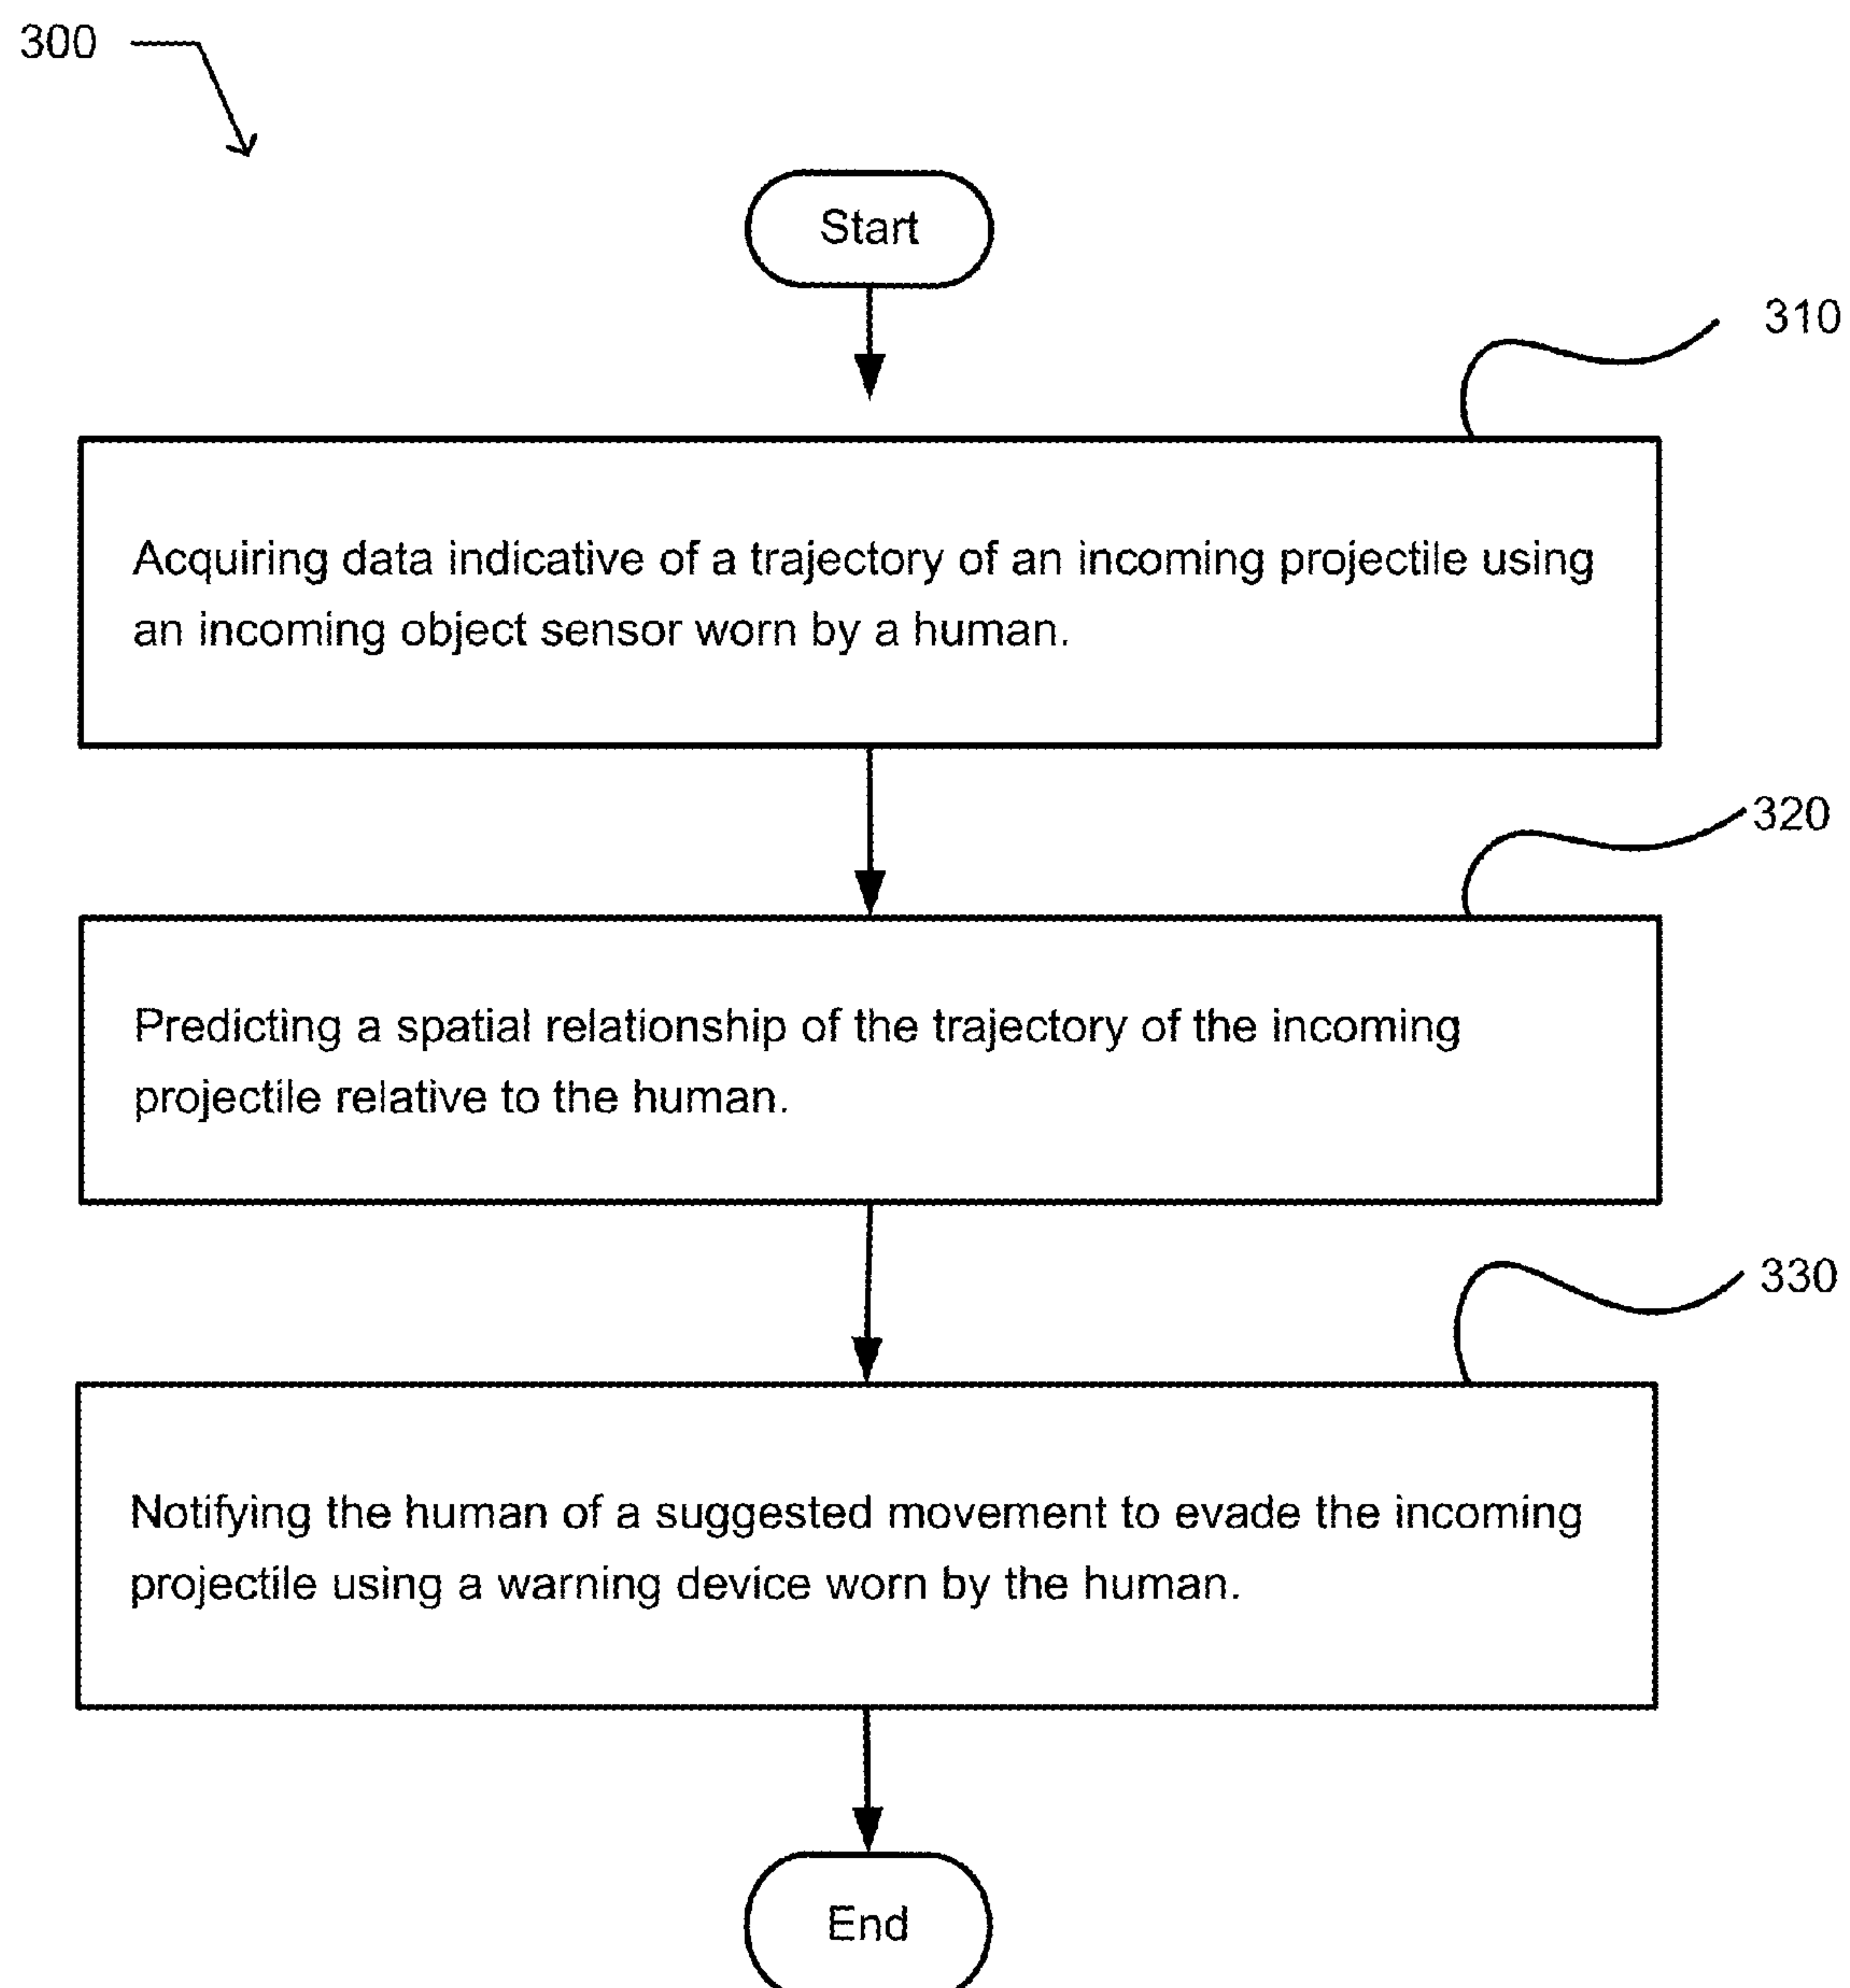 300
Start
310
Acquiring data indicative of a trajectory of an incoming projectile using
an incoming object sensor worn by a human.
320
Predicting a spatial relationship of the trajectory of the incoming
projectile relative to the human.
330
Notifying the human of a suggested movement to evade the incoming
projectile using a warning device worn by the human.
End